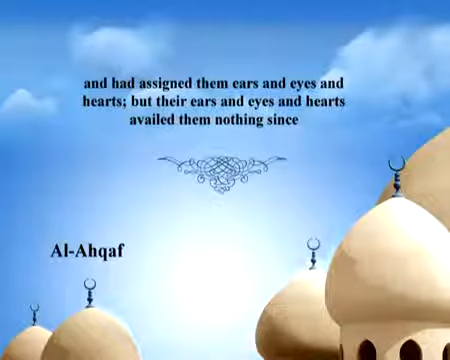 and had assigned them ears and eyes and
hearts; but their ears and eyes and hearts
availed them nothing since
Al-Ahqaf